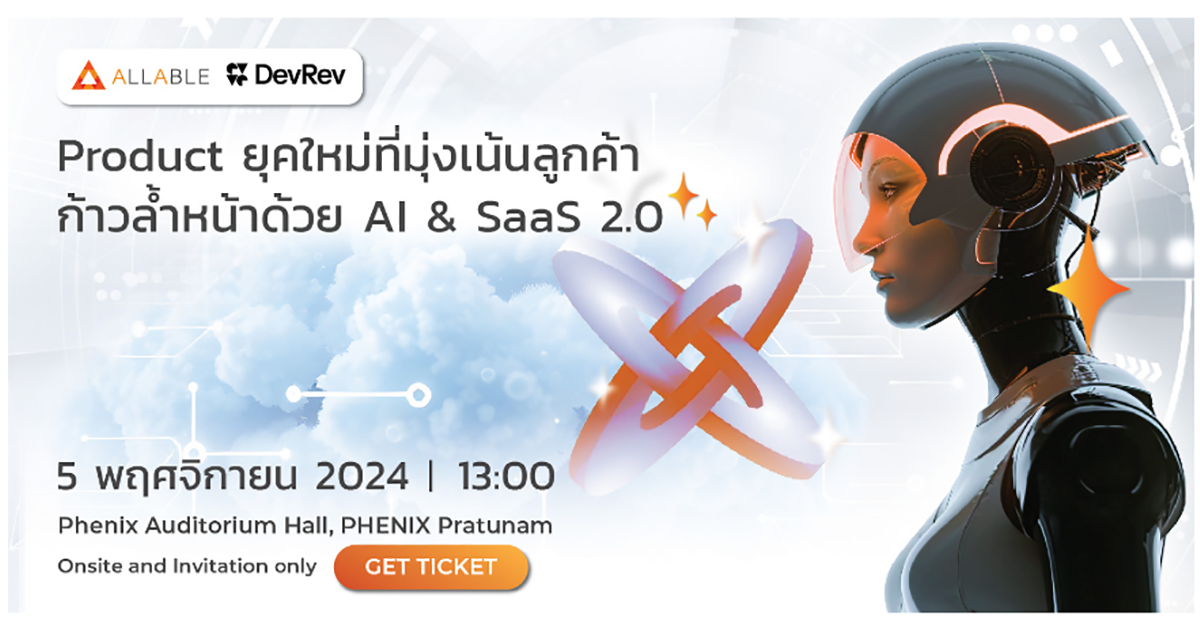 ALLABLE DevRev
Product ยุคใหม่ที่มุ่งเน้นลูกค้า
ก้าวล้ำหน้าด้วย AI & SaaS 2.0
5 พฤศจิกายน 2024 | 13:00
Phenix Auditorium Hall, PHENIX Pratunam
Onsite and Invitation only GET TICKET